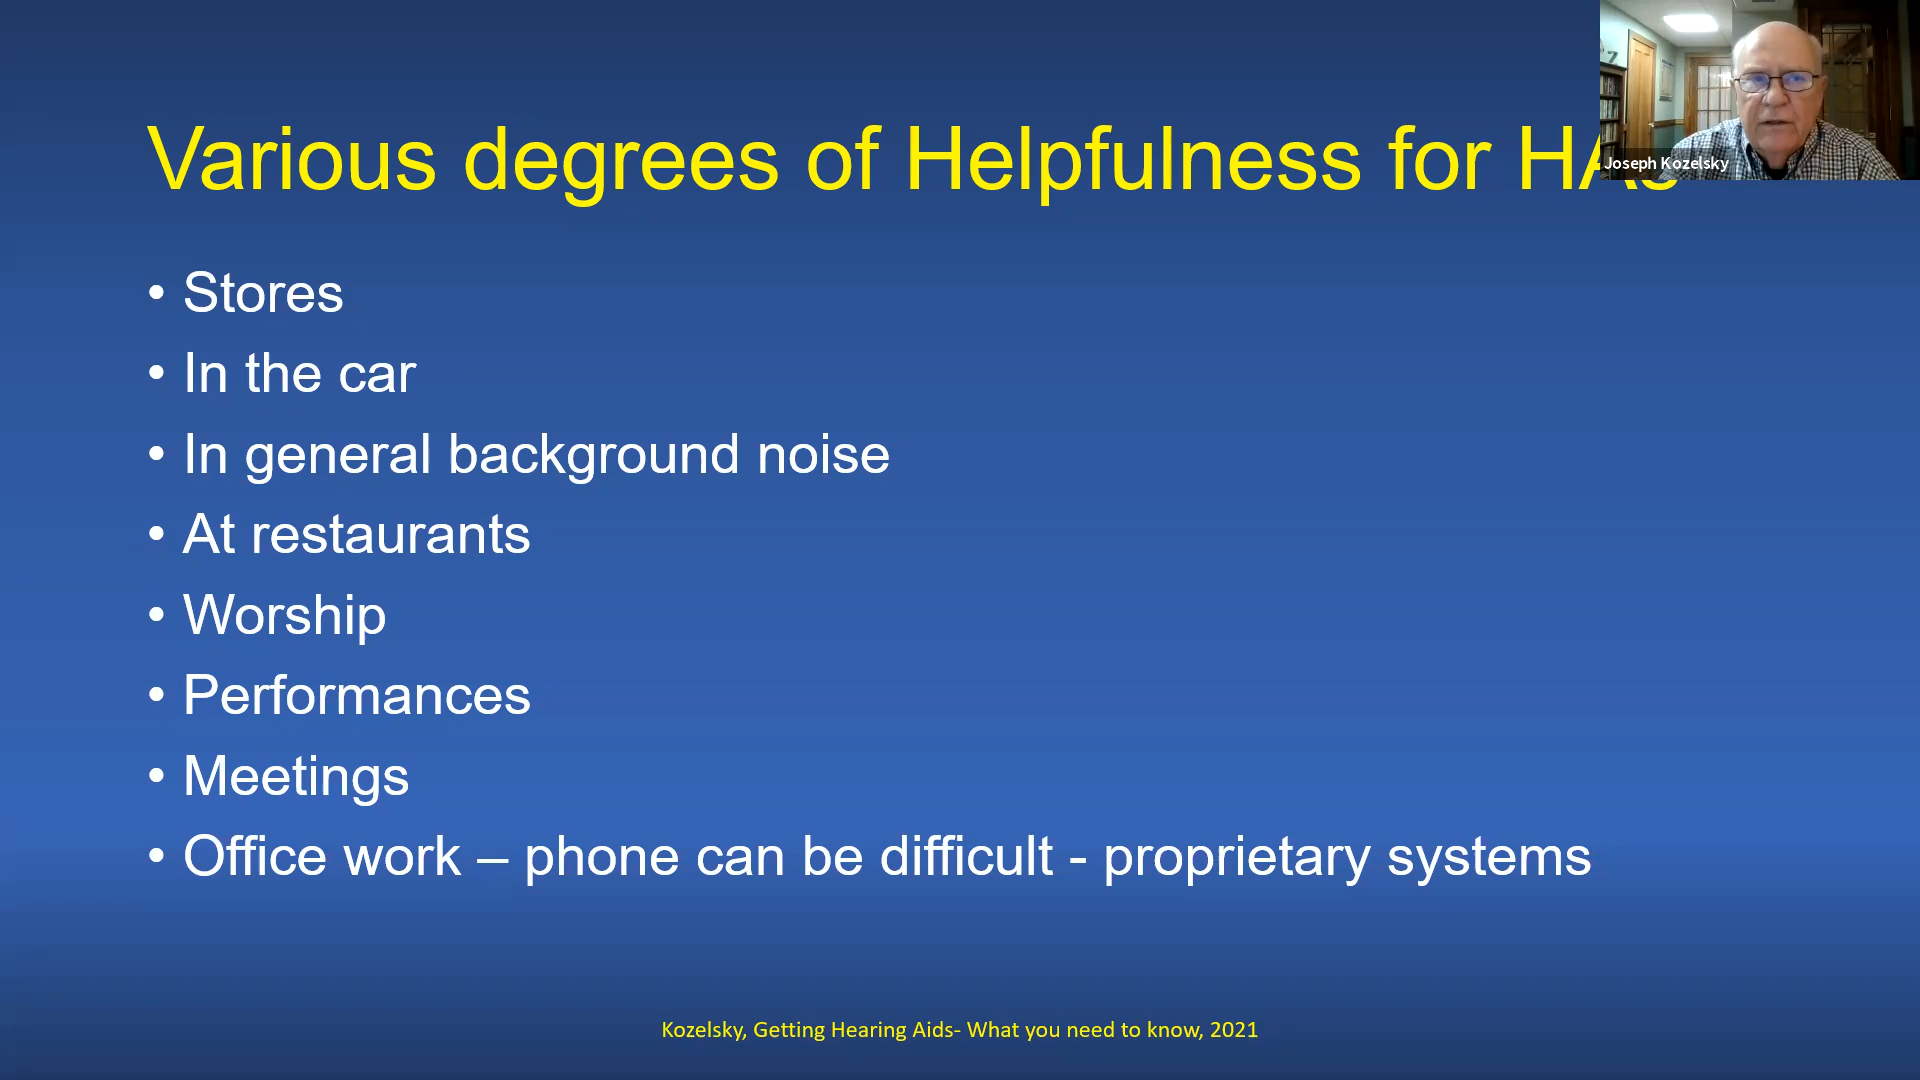 Various degrees of Helpfulness for HAs
Joseph Kozelsky
• Stores
• In the car
• In general background noise
• At restaurants
• Worship
• Performances
• Meetings
• Office work – phone can be difficult - proprietary systems
Kozelsky, Getting Hearing Aids- What you need to know, 2021